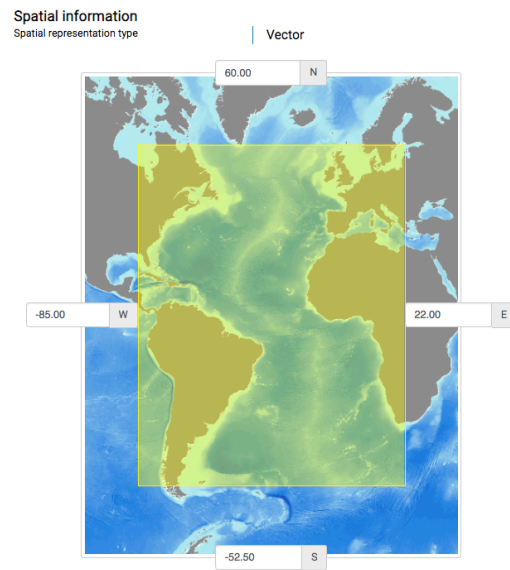 Spatial information
Spatial representation type
Vector
60.00 N
-85.00 W
22.00 E
-52.50 S